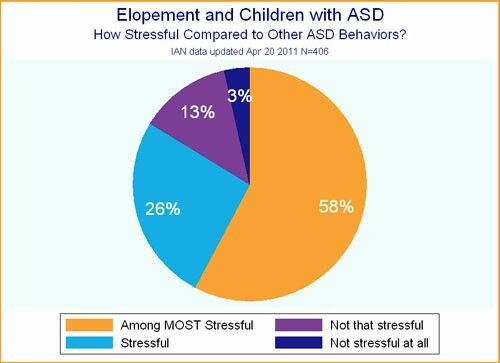 Elopement and Children with ASD
How Stressful Compared to Other ASD Behaviors?
IAN data updated Apr 20 2011 N=406
3%
13%
26%
58%
Among MOST Stressful
Not that stressful
Stressful
Not stressful at all